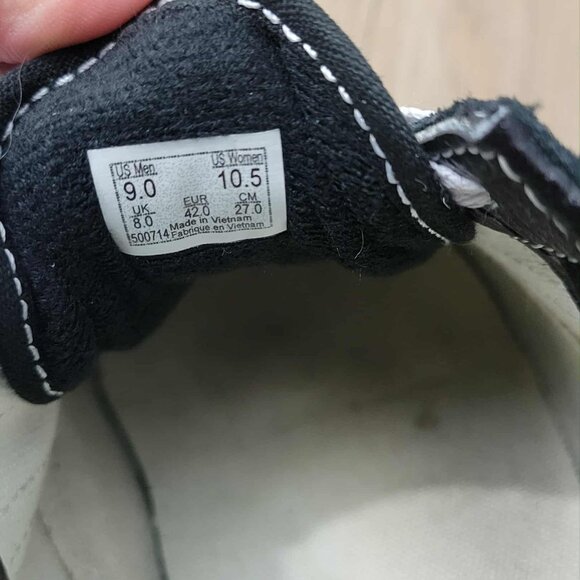 US Men US Women
9.0 10.5
UK EUR CM
8.0 42.0 27.0
Made in Vietnam
500714 Fabriqué en Vietnam